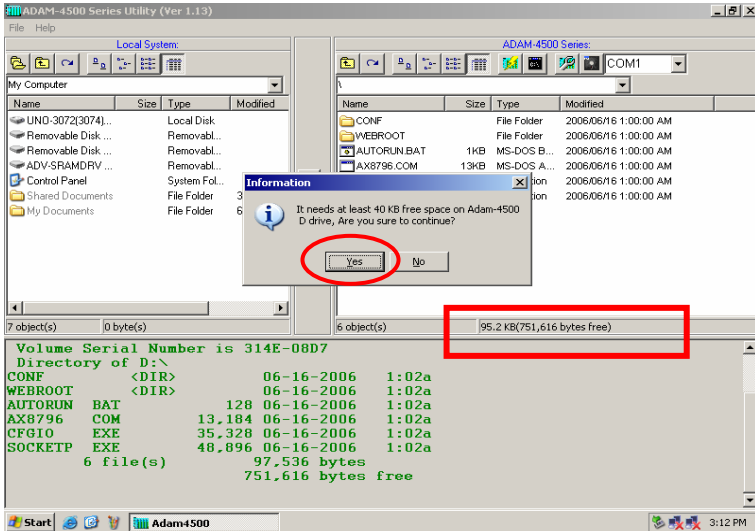 ADAM-4500 Series Utility (Ver 1.13)
File Help
Local System:
ADAM-4500 Series:
COM1
My Computer
\
Name Size Type Modified
UNO-3072(3074)... Local Disk
Removable Disk ... Removabl...
Removable Disk ... Removabl...
ADV-SRAMDRV ... Removabl...
Control Panel System Fol...
Shared Documents File Folder 3
My Documents File Folder 6
Name Size Type Modified
CONF File Folder 2006/06/16 1:00:00 AM
WEBROOT File Folder 2006/06/16 1:00:00 AM
AUTORUN.BAT 1KB MS-DOS B... 2006/06/16 1:00:00 AM
AX8796.COM 13KB MS-DOS A... 2006/06/16 1:00:00 AM
tion 2006/06/16 1:00:00 AM
tion 2006/06/16 1:00:00 AM
Information
It needs at least 40 KB free space on Adam-4500
D drive, Are you sure to continue?
Yes No
7 object(s) 0 byte(s)
6 object(s) 95.2 KB(751,616 bytes free)
Volume Serial Number is 314E-08D7
Directory of D:\
CONF <DIR> 06-16-2006 1:02a
WEBROOT <DIR> 06-16-2006 1:02a
AUTORUN BAT 128 06-16-2006 1:02a
AX8796 COM 13,184 06-16-2006 1:02a
CFGIO EXE 35,328 06-16-2006 1:02a
SOCKETP EXE 48,896 06-16-2006 1:02a
6 file(s) 97,536 bytes
751,616 bytes free
Start Adam4500 3:12 PM